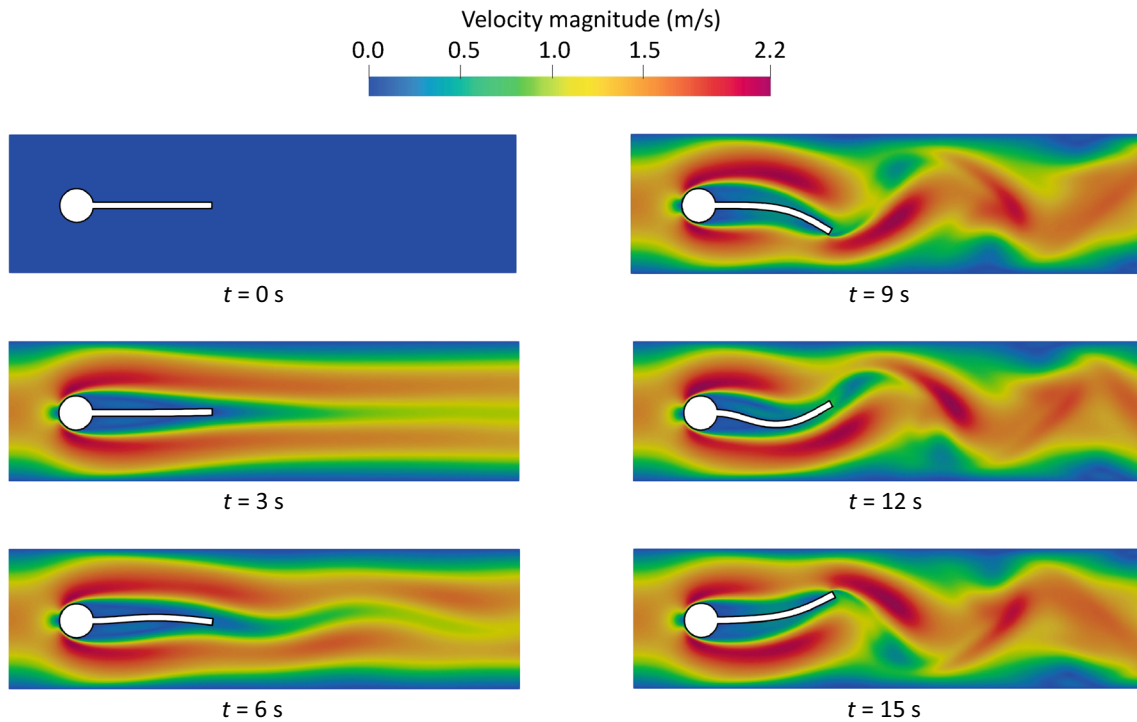 Velocity magnitude (m/s)
0.0 0.5 1.0 1.5 2.2
t = 0 s
t = 3 s
t = 6 s
t = 9 s
t = 12 s
t = 15 s